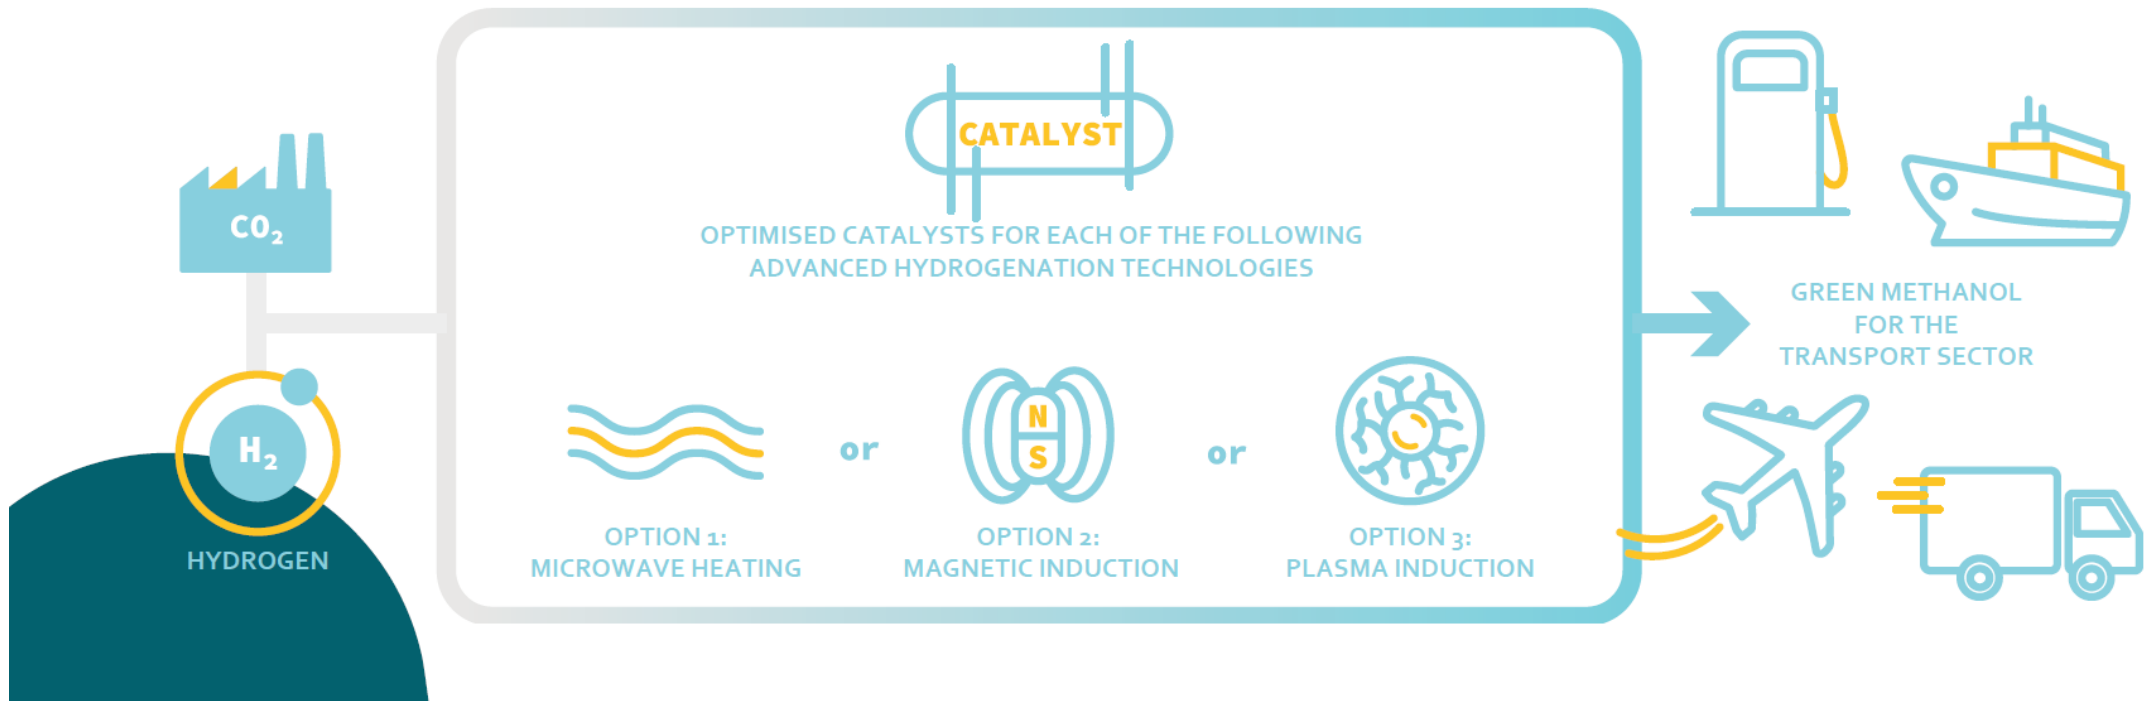 CO₂
H₂
HYDROGEN
CATALYST
OPTIMISED CATALYSTS FOR EACH OF THE FOLLOWING
ADVANCED HYDROGENATION TECHNOLOGIES
N
S
or
or
OPTION 1:
MICROWAVE HEATING
OPTION 2:
MAGNETIC INDUCTION
OPTION 3:
PLASMA INDUCTION
GREEN METHANOL
FOR THE
TRANSPORT SECTOR